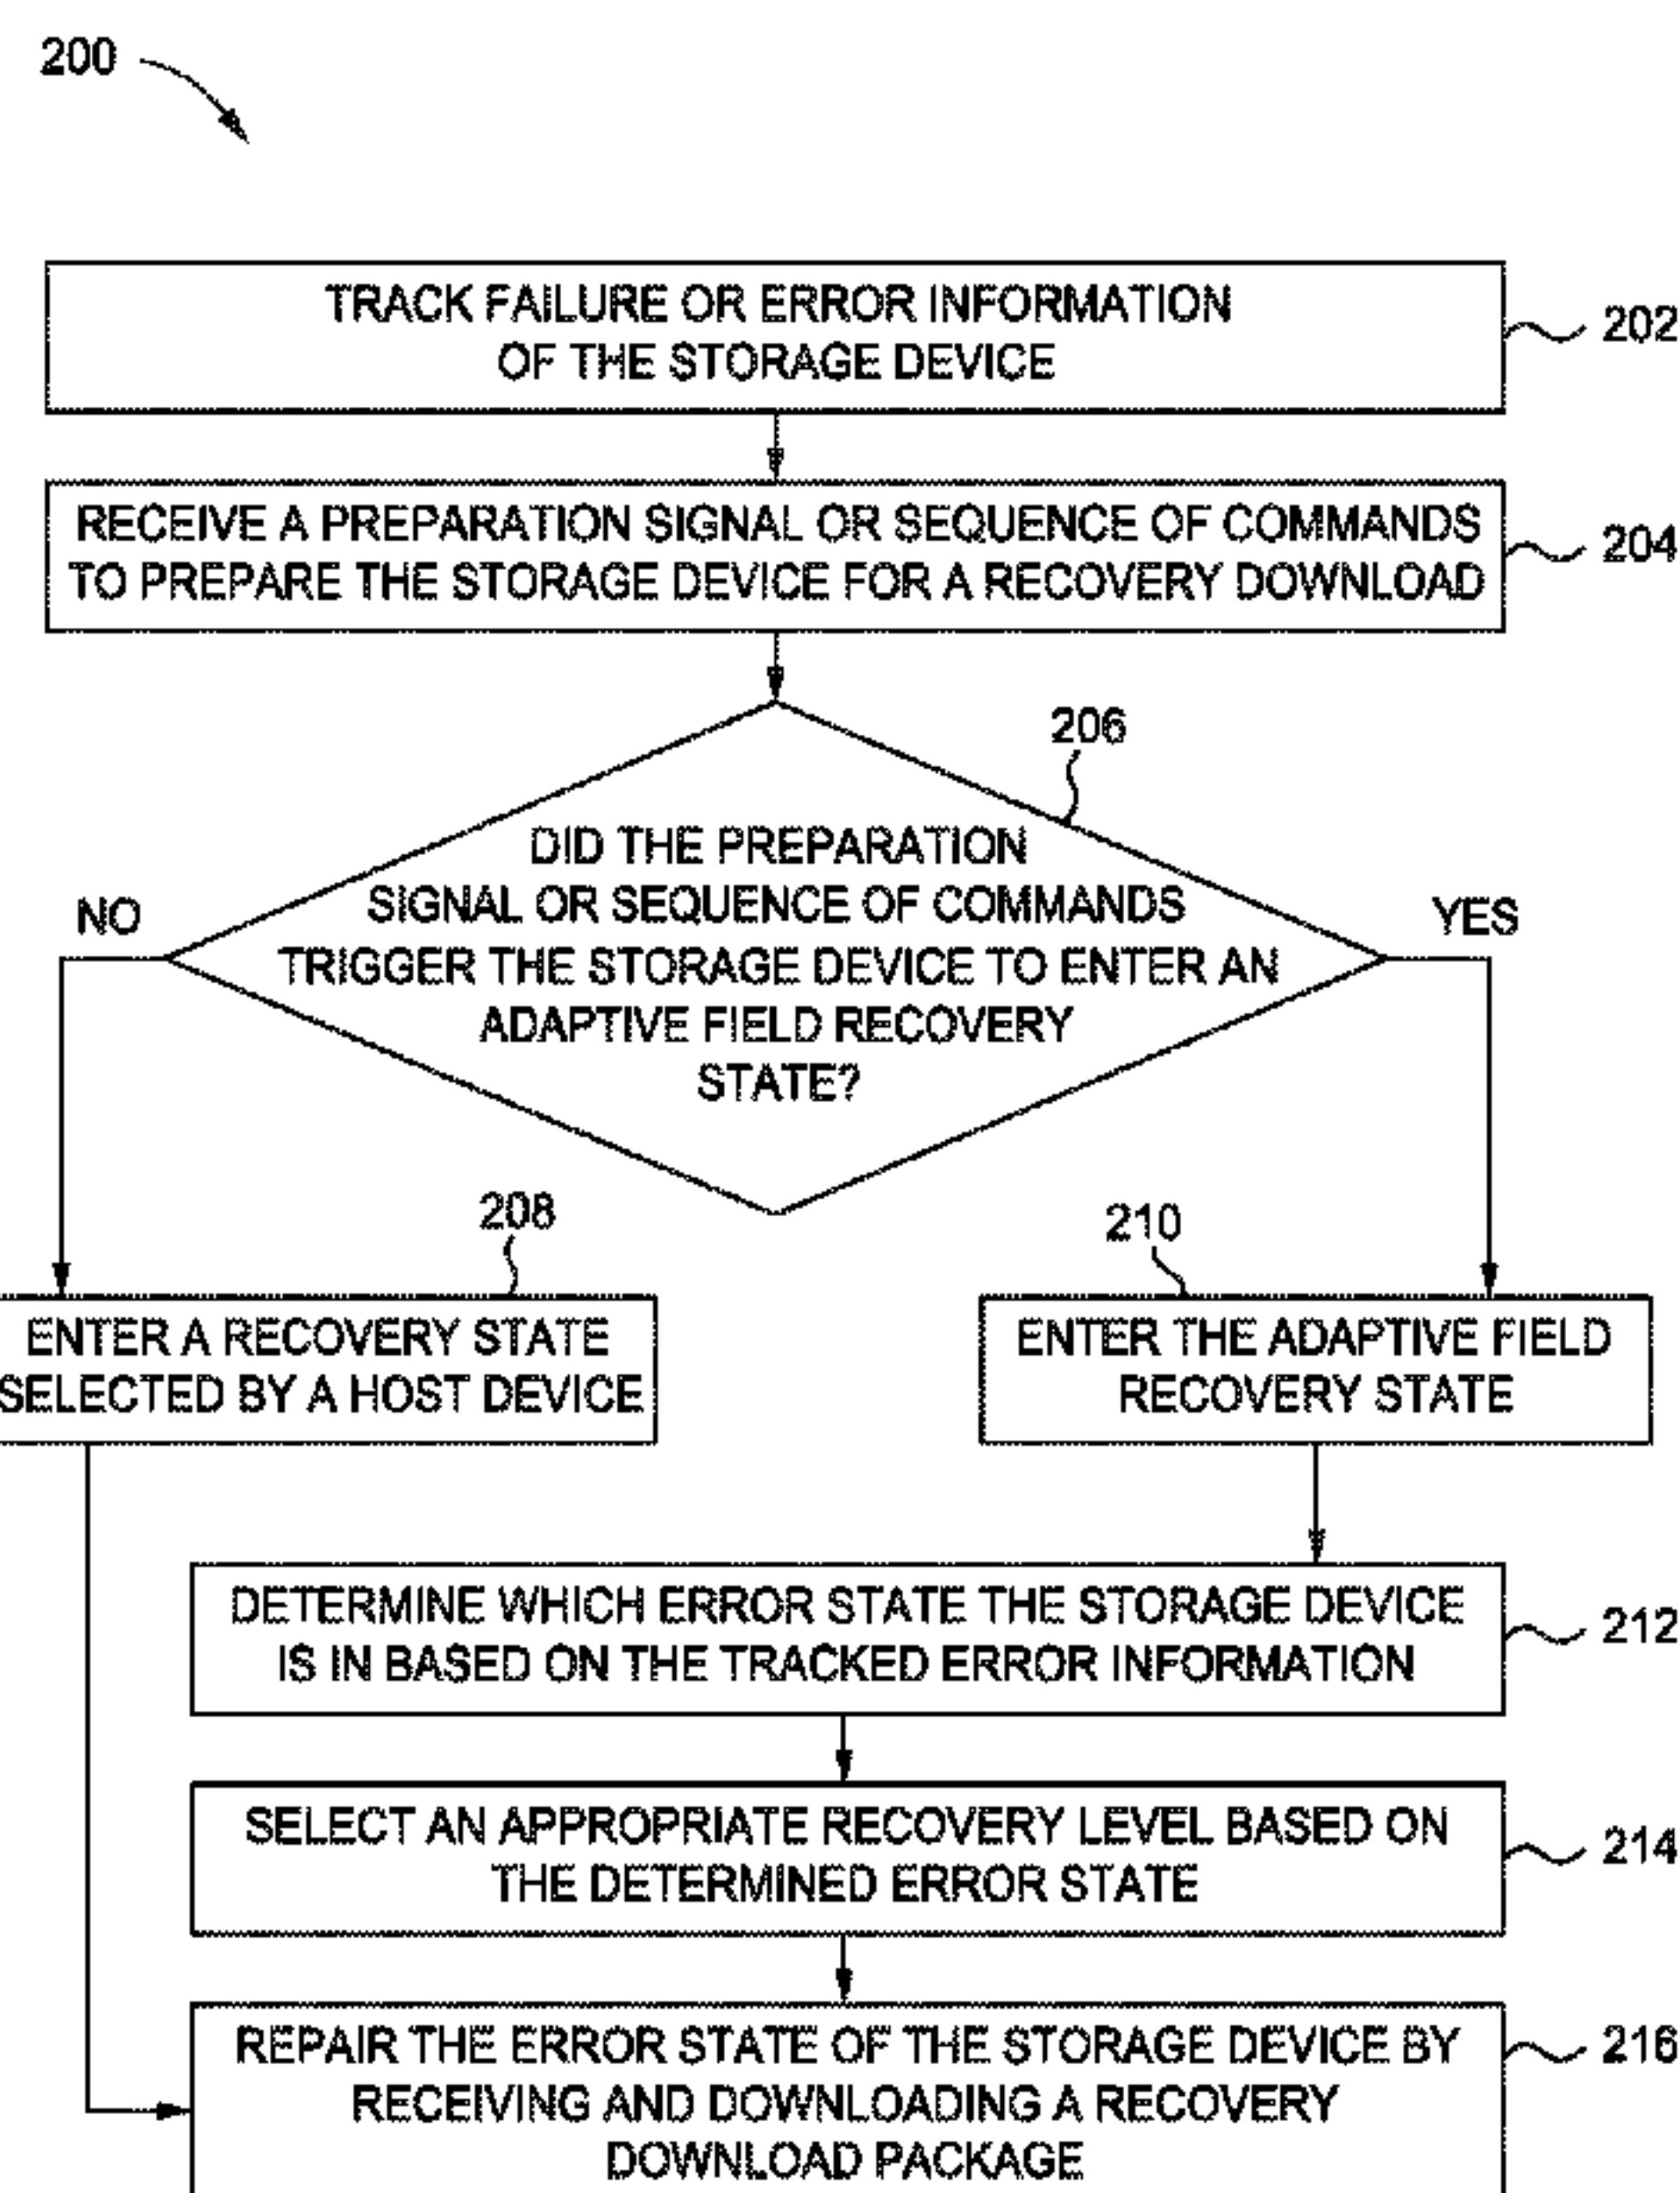 200
TRACK FAILURE OR ERROR INFORMATION
OF THE STORAGE DEVICE
202
RECEIVE A PREPARATION SIGNAL OR SEQUENCE OF COMMANDS
TO PREPARE THE STORAGE DEVICE FOR A RECOVERY DOWNLOAD
204
206
DID THE PREPARATION
SIGNAL OR SEQUENCE OF COMMANDS
TRIGGER THE STORAGE DEVICE TO ENTER AN
ADAPTIVE FIELD RECOVERY
STATE?
NO
YES
208
ENTER A RECOVERY STATE
SELECTED BY A HOST DEVICE
210
ENTER THE ADAPTIVE FIELD
RECOVERY STATE
DETERMINE WHICH ERROR STATE THE STORAGE DEVICE
IS IN BASED ON THE TRACKED ERROR INFORMATION
212
SELECT AN APPROPRIATE RECOVERY LEVEL BASED ON
THE DETERMINED ERROR STATE
214
REPAIR THE ERROR STATE OF THE STORAGE DEVICE BY
RECEIVING AND DOWNLOADING A RECOVERY
DOWNLOAD PACKAGE
216